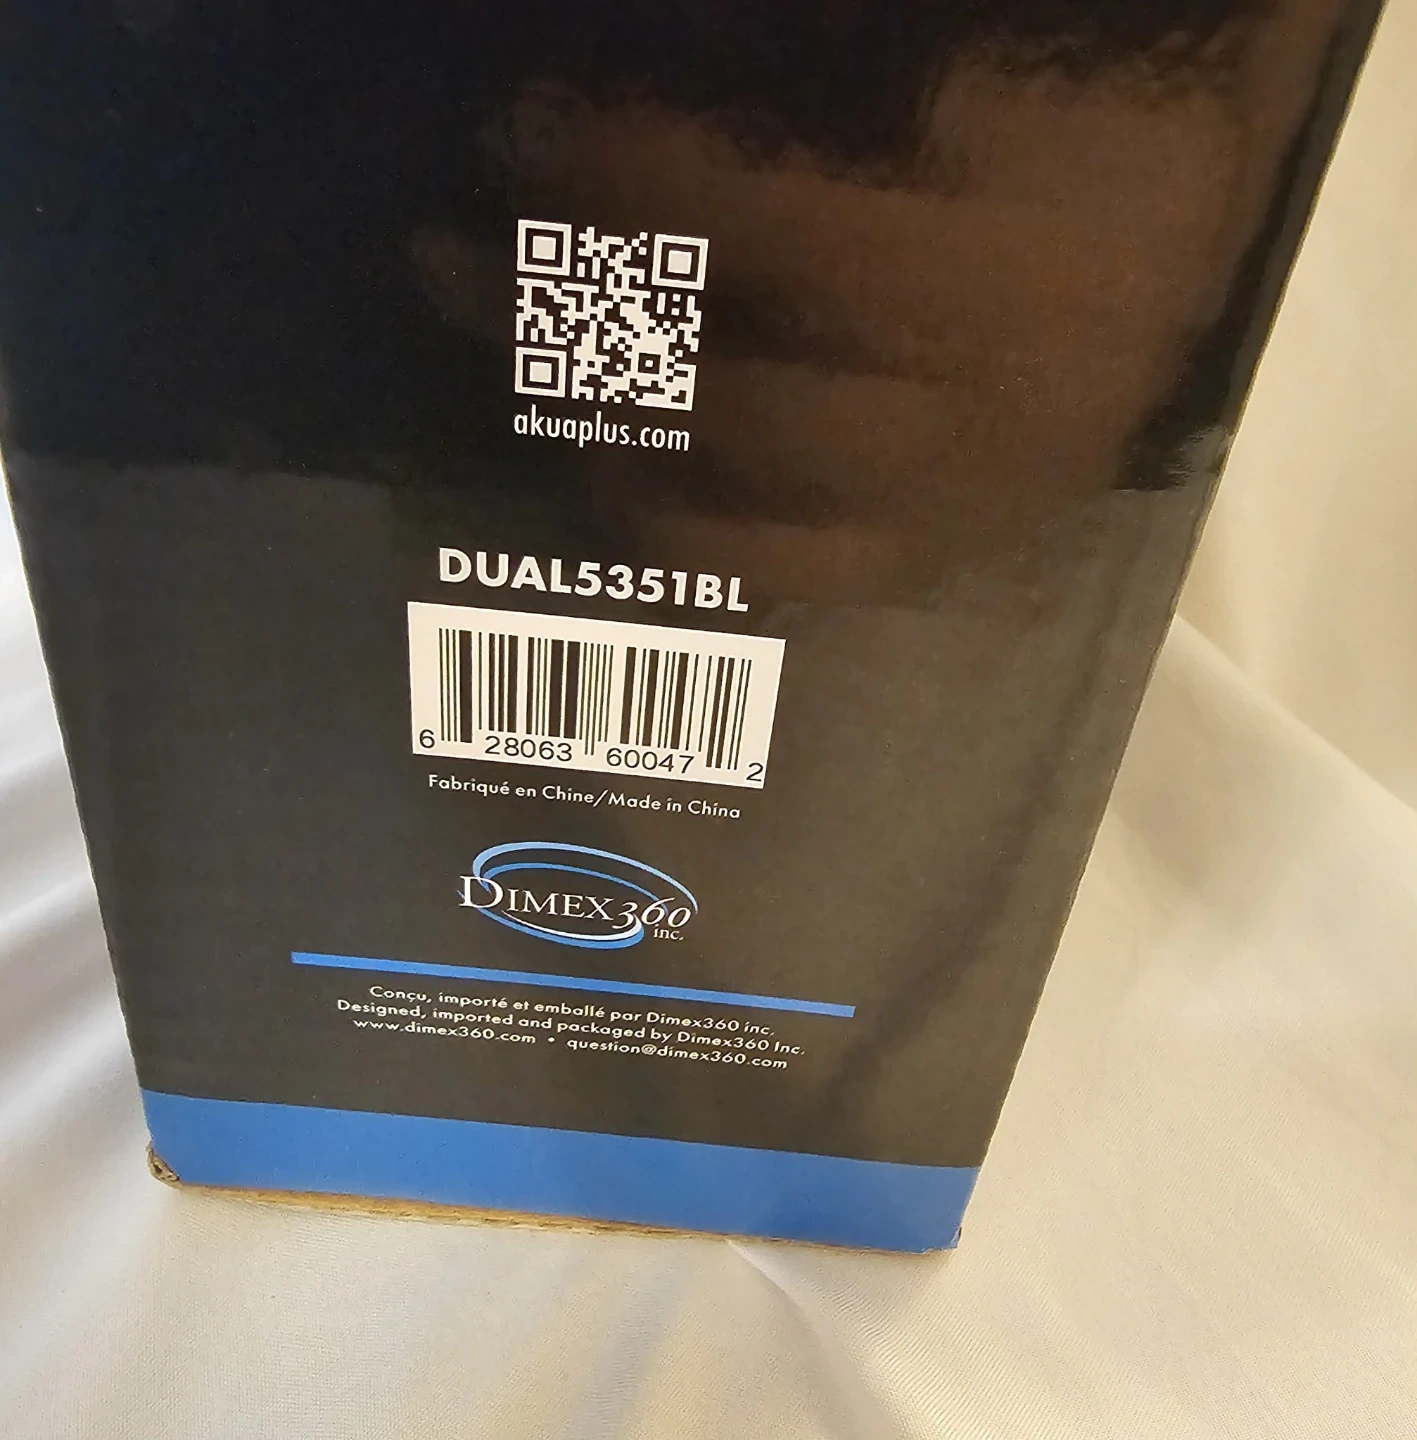 akuaplus.com
DUAL5351BL
6 28063 60047 2
Fabriqué en Chine/Made in China
DIMEX360
inc.
Conçu, importé et emballé par Dimex360 inc.
Designed, imported and packaged by Dimex360 Inc.
www.dimex360.com • question@dimex360.com